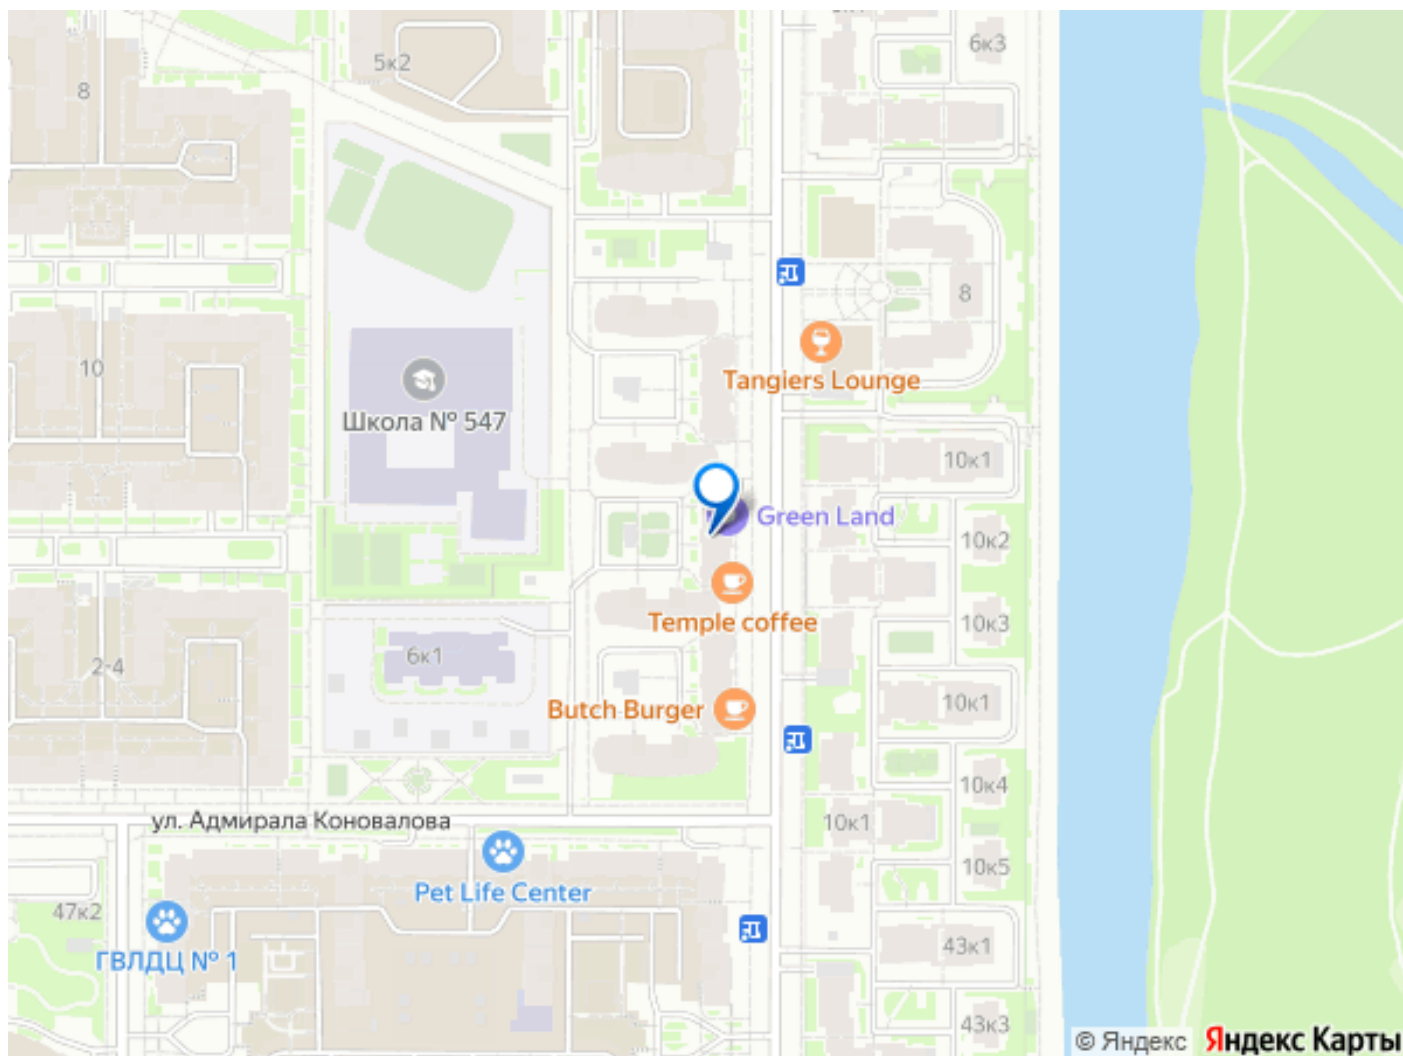 5к2
6к3
8
8
10
Tangiers Lounge
Школа № 547
10к1
Green Land
10к2
Temple coffee
10к3
6к1
2-4
10к1
Butch Burger
10к4
ул. Адмирала Коновалова
10к1
10к5
Pet Life Center
47к2
ГВЛДЦ № 1
43к1
43к3
© Яндекс Яндекс Карты